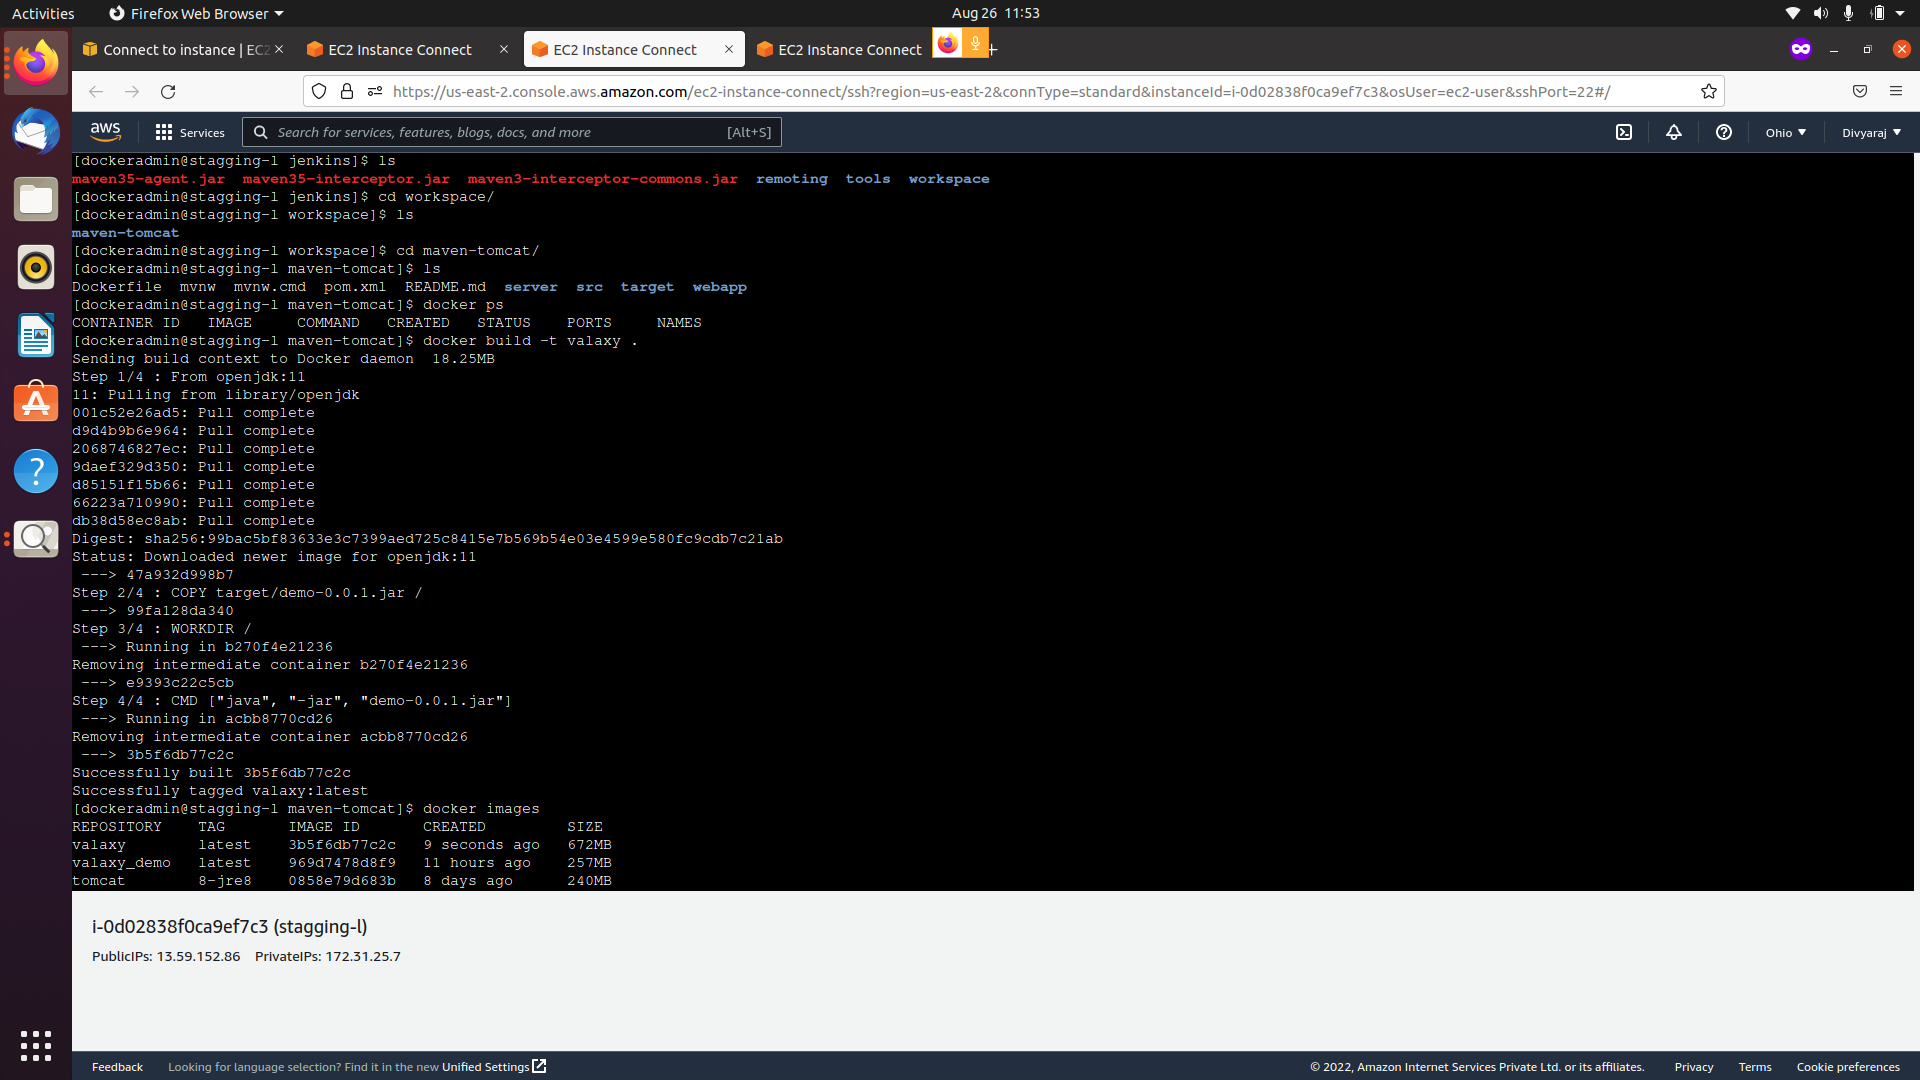 Activities
Firefox Web Browser
Aug 26 11:53
Connect to instance | EC2
EC2 Instance Connect
EC2 Instance Connect
EC2 Instance Connect
https://us-east-2.console.aws.amazon.com/ec2-instance-connect/ssh?region=us-east-2&connType=standard&instanceId=i-0d02838f0ca9ef7c3&osUser=ec2-user&sshPort=22#/
aws Services Search for services, features, blogs, docs, and more [Alt+S] Ohio Divyaraj
[dockeradmin@stagging-l jenkins]$ ls
maven35-agent.jar maven35-interceptor.jar maven3-interceptor-commons.jar remoting tools workspace
[dockeradmin@stagging-l jenkins]$ cd workspace/
[dockeradmin@stagging-l workspace]$ ls
maven-tomcat
[dockeradmin@stagging-l workspace]$ cd maven-tomcat/
[dockeradmin@stagging-l maven-tomcat]$ ls
Dockerfile mvnw mvnw.cmd pom.xml README.md server src target webapp
[dockeradmin@stagging-l maven-tomcat]$ docker ps
CONTAINER ID IMAGE COMMAND CREATED STATUS PORTS NAMES
[dockeradmin@stagging-l maven-tomcat]$ docker build -t valaxy .
Sending build context to Docker daemon 18.25MB
Step 1/4 : From openjdk:11
11: Pulling from library/openjdk
001c52e26ad5: Pull complete
d9d4b9b6e964: Pull complete
2068746827ec: Pull complete
9daef329d350: Pull complete
d85151f15b66: Pull complete
66223a710990: Pull complete
db38d58ec8ab: Pull complete
Digest: sha256:99bac5bf83633e3c7399aed725c8415e7b569b54e03e4599e580fc9cdb7c21ab
Status: Downloaded newer image for openjdk:11
---> 47a932d998b7
Step 2/4 : COPY target/demo-0.0.1.jar /
---> 99fa128da340
Step 3/4 : WORKDIR /
---> Running in b270f4e21236
Removing intermediate container b270f4e21236
---> e9393c22c5cb
Step 4/4 : CMD ["java", "-jar", "demo-0.0.1.jar"]
---> Running in acbb8770cd26
Removing intermediate container acbb8770cd26
---> 3b5f6db77c2c
Successfully built 3b5f6db77c2c
Successfully tagged valaxy:latest
[dockeradmin@stagging-l maven-tomcat]$ docker images
REPOSITORY TAG IMAGE ID CREATED SIZE
valaxy latest 3b5f6db77c2c 9 seconds ago 672MB
valaxy_demo latest 969d7478d8f9 11 hours ago 257MB
tomcat 8-jre8 0858e79d683b 8 days ago 240MB
i-0d02838f0ca9ef7c3 (stagging-l)
PublicIPs: 13.59.152.86 PrivateIPs: 172.31.25.7
Feedback Looking for language selection? Find it in the new Unified Settings © 2022, Amazon Internet Services Private Ltd. or its affiliates. Privacy Terms Cookie preferences